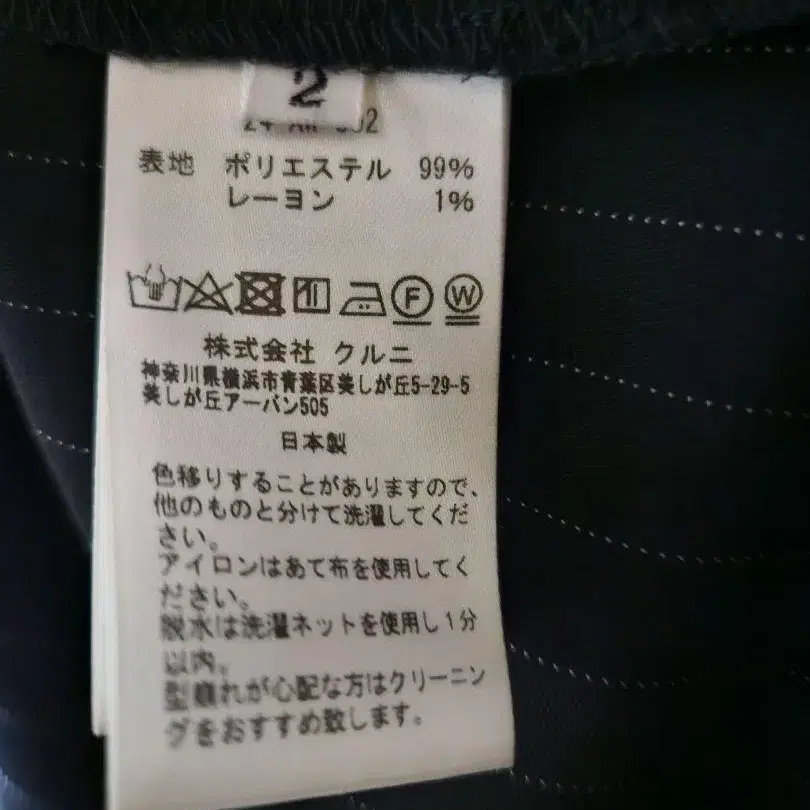 2
表地 ポリエステル 99%
レーヨン 1%
F W
株式会社 クルニ
神奈川県横浜市青葉区美しが丘5-29-5
美しが丘アーバン505
日本製
色移りすることがありますので、
他のものと分けて洗濯してくだ
さい。
アイロンはあて布を使用してく
ださい。
脱水は洗濯ネットを使用し1分
以内。
型崩れが心配な方はクリーニン
グをおすすめ致します。